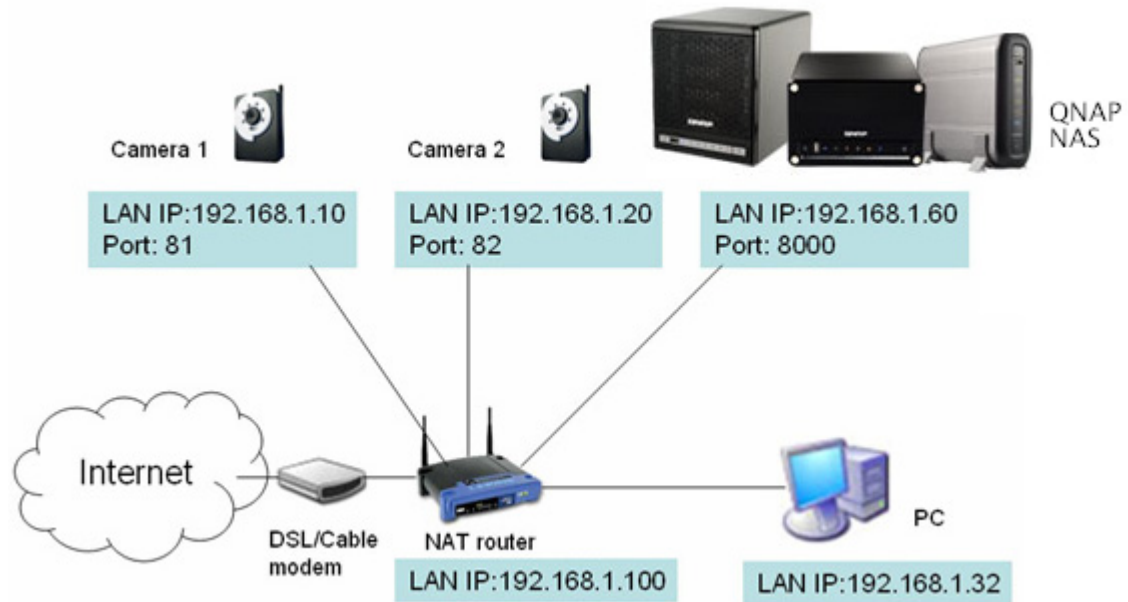 Camera 1
Camera 2
QNAP
NAS
LAN IP:192.168.1.10
Port: 81
LAN IP:192.168.1.20
Port: 82
LAN IP:192.168.1.60
Port: 8000
Internet
DSL/Cable
modem
NAT router
LAN IP:192.168.1.100
PC
LAN IP:192.168.1.32